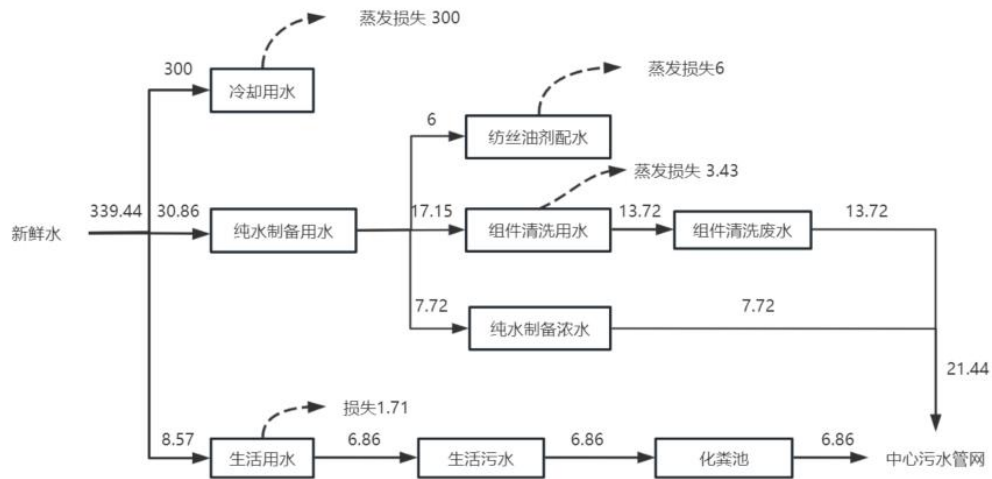 蒸发损失 300
300
冷却用水
蒸发损失6
6
纺丝油剂配水
蒸发损失 3.43
339.44
30.86
17.15
13.72
13.72
新鲜水
纯水制备用水
组件清洗用水
组件清洗废水
7.72
7.72
纯水制备浓水
21.44
损失1.71
8.57
6.86
6.86
6.86
生活用水
生活污水
化粪池
中心污水管网